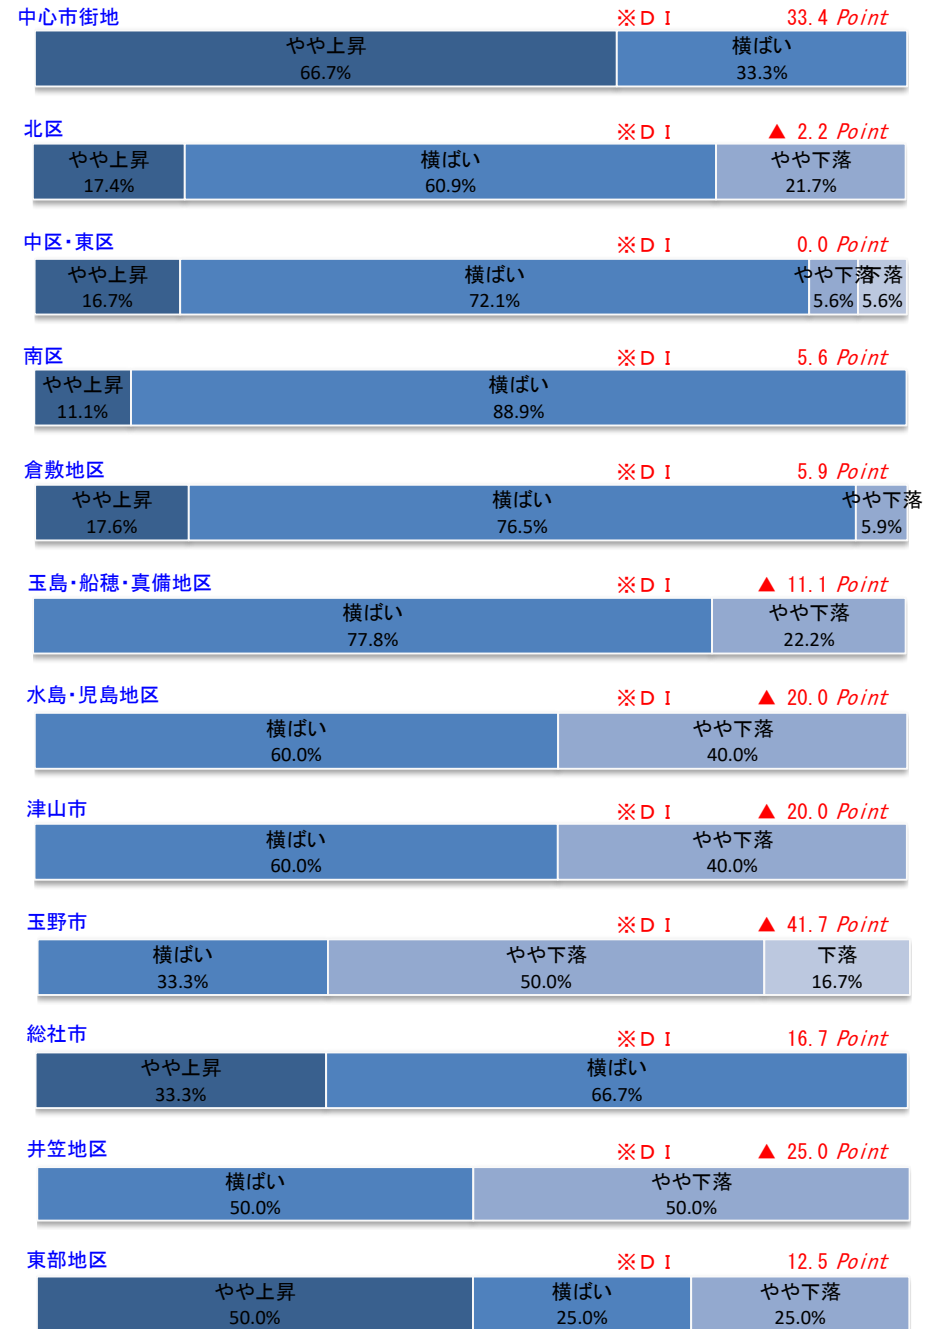 中心市街地 ※ＤＩ 33.4 Point
やや上昇 横ばい
66.7% 33.3%
北区 ※ＤＩ ▲ 2.2 Point
やや上昇 横ばい やや下落
17.4% 60.9% 21.7%
中区・東区 ※ＤＩ 0.0 Point
やや上昇 横ばい やや下落 下落
16.7% 72.1% 5.6% 5.6%
南区 ※ＤＩ 5.6 Point
やや上昇 横ばい
11.1% 88.9%
倉敷地区 ※ＤＩ 5.9 Point
やや上昇 横ばい やや下落
17.6% 76.5% 5.9%
玉島・船穂・真備地区 ※ＤＩ ▲ 11.1 Point
横ばい やや下落
77.8% 22.2%
水島・児島地区 ※ＤＩ ▲ 20.0 Point
横ばい やや下落
60.0% 40.0%
津山市 ※ＤＩ ▲ 20.0 Point
横ばい やや下落
60.0% 40.0%
玉野市 ※ＤＩ ▲ 41.7 Point
横ばい やや下落 下落
33.3% 50.0% 16.7%
総社市 ※ＤＩ 16.7 Point
やや上昇 横ばい
33.3% 66.7%
井笠地区 ※ＤＩ ▲ 25.0 Point
横ばい やや下落
50.0% 50.0%
東部地区 ※ＤＩ 12.5 Point
やや上昇 横ばい やや下落
50.0% 25.0% 25.0%